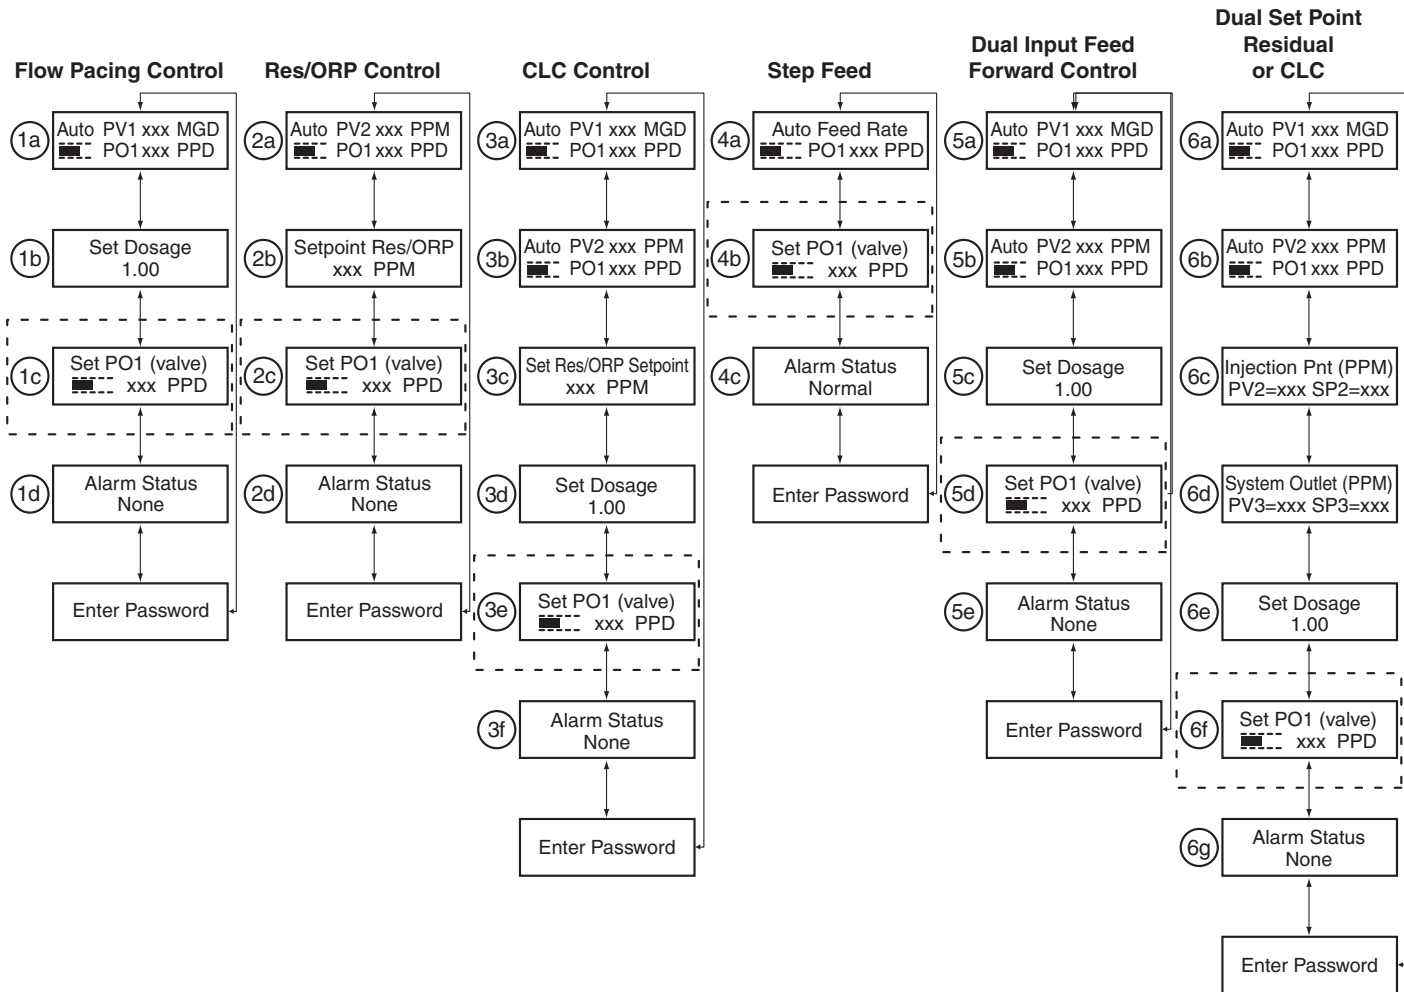 Flow Pacing Control
1a
Auto PV1 xxx MGD
PO1 xxx PPD
1b
Set Dosage
1.00
1c
Set PO1 (valve)
xxx PPD
1d
Alarm Status
None
Enter Password
Res/ORP Control
2a
Auto PV2 xxx PPM
PO1 xxx PPD
2b
Setpoint Res/ORP
xxx PPM
2c
Set PO1 (valve)
xxx PPD
2d
Alarm Status
None
Enter Password
CLC Control
3a
Auto PV1 xxx MGD
PO1 xxx PPD
3b
Auto PV2 xxx PPM
PO1 xxx PPD
3c
Set Res/ORP Setpoint
xxx PPM
3d
Set Dosage
1.00
3e
Set PO1 (valve)
xxx PPD
3f
Alarm Status
None
Enter Password
Step Feed
4a
Auto Feed Rate
PO1 xxx PPD
4b
Set PO1 (valve)
xxx PPD
4c
Alarm Status
Normal
Enter Password
Dual Input Feed
Forward Control
5a
Auto PV1 xxx MGD
PO1 xxx PPD
5b
Auto PV2 xxx PPM
PO1 xxx PPD
5c
Set Dosage
1.00
5d
Set PO1 (valve)
xxx PPD
5e
Alarm Status
None
Enter Password
Dual Set Point
Residual
or CLC
6a
Auto PV1 xxx MGD
PO1 xxx PPD
6b
Auto PV2 xxx PPM
PO1 xxx PPD
6c
Injection Pnt (PPM)
PV2=xxx SP2=xxx
6d
System Outlet (PPM)
PV3=xxx SP3=xxx
6e
Set Dosage
1.00
6f
Set PO1 (valve)
xxx PPD
6g
Alarm Status
None
Enter Password